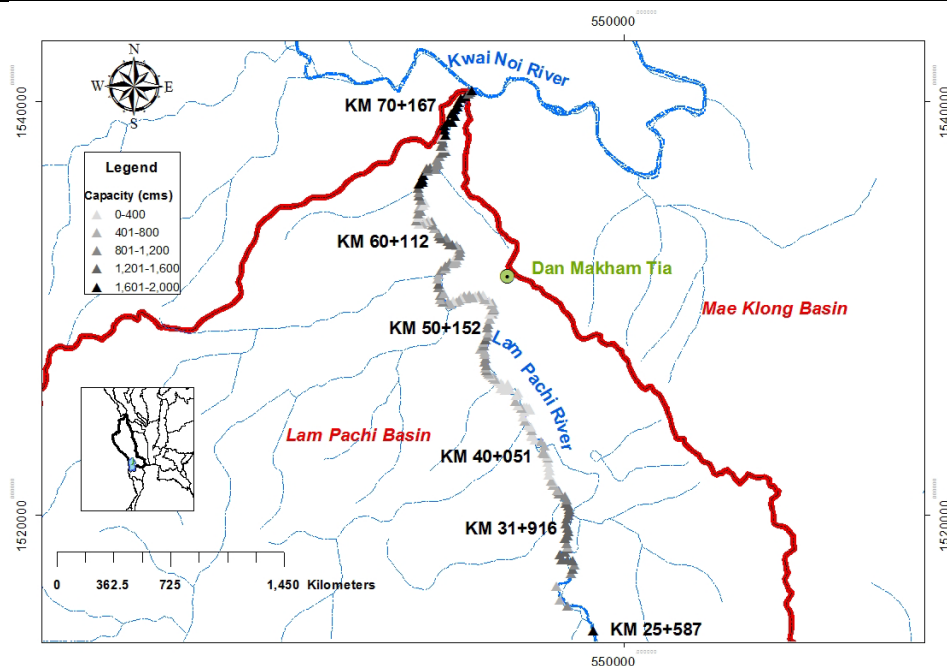 550000
N
W E
S
Kwai Noi River
1540000
1540000
KM 70+167
Legend
Capacity (cms)
0-400
401-800
801-1,200
1,201-1,600
1,601-2,000
KM 60+112
Dan Makham Tia
Mae Klong Basin
KM 50+152
Lam Pachi River
Lam Pachi Basin
KM 40+051
KM 31+916
1520000
1520000
0 362.5 725 1,450 Kilometers
KM 25+587
550000